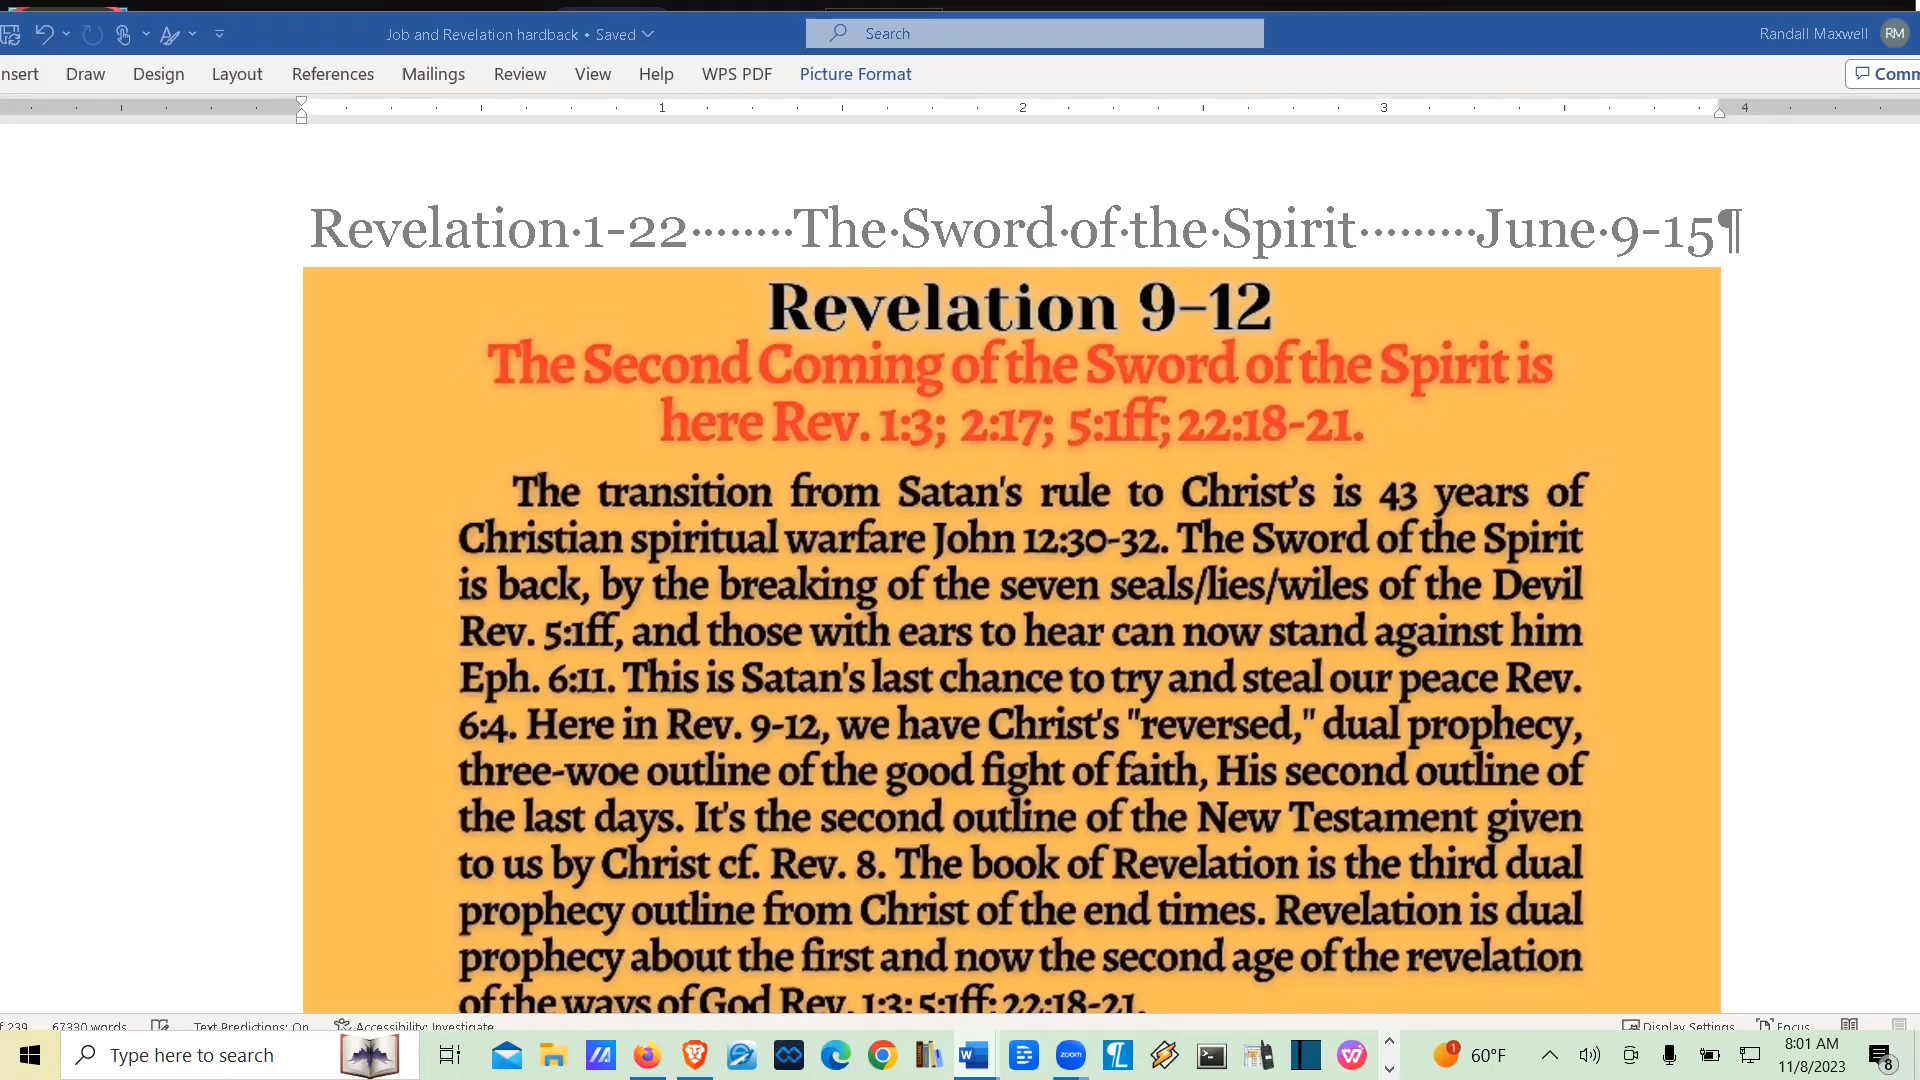 Job and Revelation hardback • Saved
Search
Randall Maxwell RM
nsert Draw Design Layout References Mailings Review View Help WPS PDF Picture Format Comm
1 2 3 4
Revelation·1-22········The·Sword·of·the·Spirit·········June·9-15¶
Revelation 9–12
The Second Coming of the Sword of the Spirit is
here Rev. 1:3; 2:17; 5:1ff; 22:18-21.
The transition from Satan's rule to Christ's is 43 years of
Christian spiritual warfare John 12:30-32. The Sword of the Spirit
is back, by the breaking of the seven seals/lies/wiles of the Devil
Rev. 5:1ff, and those with ears to hear can now stand against him
Eph. 6:11. This is Satan's last chance to try and steal our peace Rev.
6:4. Here in Rev. 9-12, we have Christ's "reversed," dual prophecy,
three-woe outline of the good fight of faith, His second outline of
the last days. It's the second outline of the New Testament given
to us by Christ cf. Rev. 8. The book of Revelation is the third dual
prophecy outline from Christ of the end times. Revelation is dual
prophecy about the first and now the second age of the revelation
of the ways of God Rev. 1:3; 5:1ff; 22:18-21.
f 239 67330 words Text Predictions: On Accessibility: Investigate Display Settings Focus
Type here to search
zoom
1 60°F
8:01 AM
11/8/2023
8